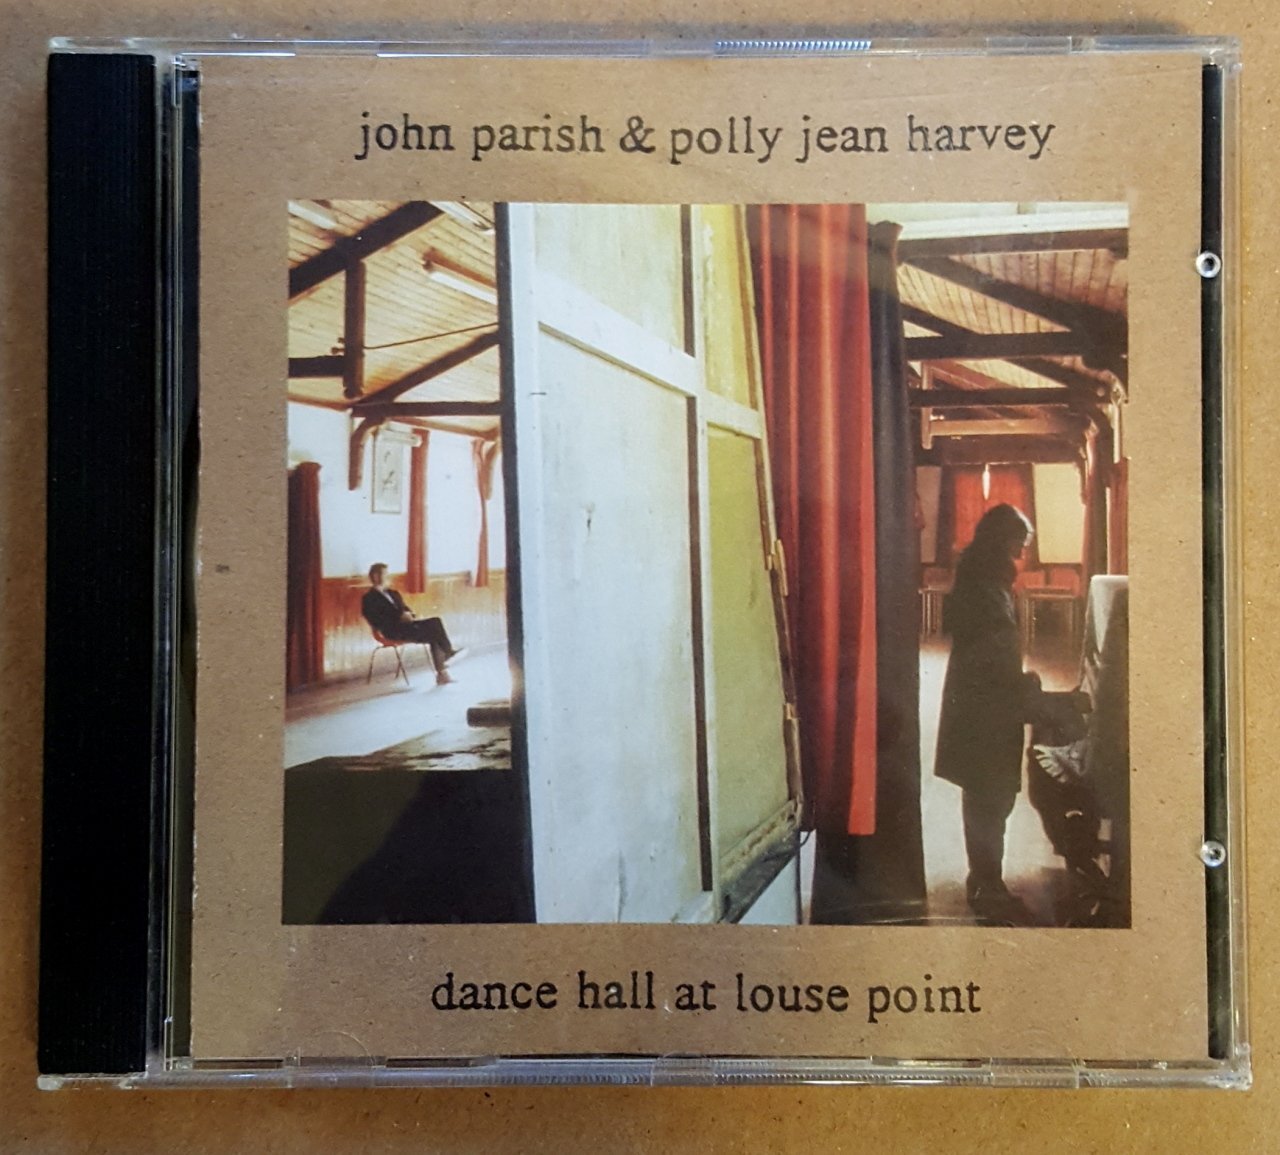 john parish & polly jean harvey
dance hall at louse point